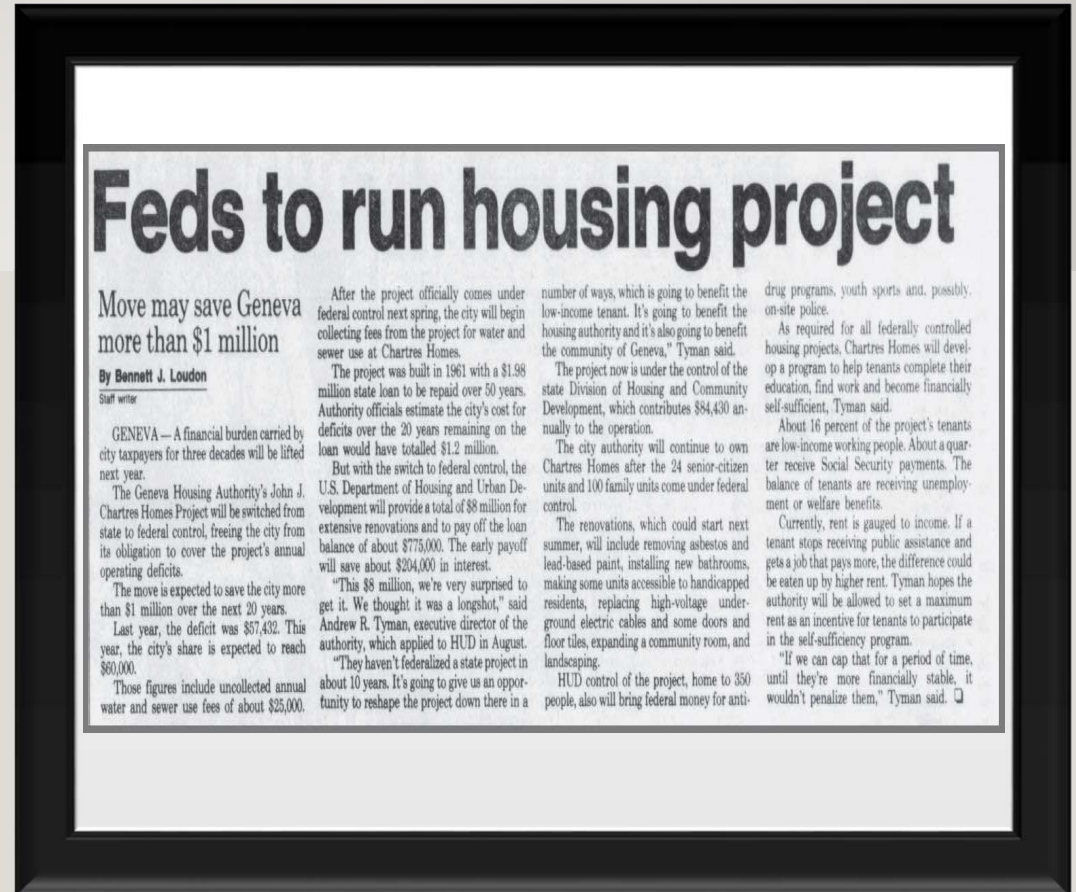 Feds to run housing project
Move may save Geneva
more than $1 million
By Bennett J. Loudon
Staff writer
GENEVA — A financial burden carried by
city taxpayers for three decades will be lifted
next year.
The Geneva Housing Authority's John J.
Chartres Homes Project will be switched from
state to federal control, freeing the city from
its obligation to cover the project's annual
operating deficits.
The move is expected to save the city more
than $1 million over the next 20 years.
Last year, the deficit was $57,432. This
year, the city's share is expected to reach
$60,000.
Those figures include uncollected annual
water and sewer use fees of about $25,000.
After the project officially comes under
federal control next spring, the city will begin
collecting fees from the project for water and
sewer use at Chartres Homes.
The project was built in 1961 with a $1.98
million state loan to be repaid over 50 years.
Authority officials estimate the city's cost for
deficits over the 20 years remaining on the
loan would have totalled $1.2 million.
But with the switch to federal control, the
U.S. Department of Housing and Urban De-
velopment will provide a total of $8 million for
extensive renovations and to pay off the loan
balance of about $775,000. The early payoff
will save about $204,000 in interest.
"This $8 million, we're very surprised to
get it. We thought it was a longshot," said
Andrew R. Tyman, executive director of the
authority, which applied to HUD in August.
"They haven't federalized a state project in
about 10 years. It's going to give us an oppor-
tunity to reshape the project down there in a
number of ways, which is going to benefit the
low-income tenant. It's going to benefit the
housing authority and it's also going to benefit
the community of Geneva," Tyman said.
The project now is under the control of the
state Division of Housing and Community
Development, which contributes $84,430 an-
nually to the operation.
The city authority will continue to own
Chartres Homes after the 24 senior-citizen
units and 100 family units come under federal
control.
The renovations, which could start next
summer, will include removing asbestos and
lead-based paint, installing new bathrooms,
making some units accessible to handicapped
residents, replacing high-voltage under-
ground electric cables and some doors and
floor tiles, expanding a community room, and
landscaping.
HUD control of the project, home to 350
people, also will bring federal money for anti-
drug programs, youth sports and, possibly,
on-site police.
As required for all federally controlled
housing projects, Chartres Homes will devel-
op a program to help tenants complete their
education, find work and become financially
self-sufficient, Tyman said.
About 16 percent of the project's tenants
are low-income working people. About a quar-
ter receive Social Security payments. The
balance of tenants are receiving unemploy-
ment or welfare benefits.
Currently, rent is gauged to income. If a
tenant stops receiving public assistance and
gets a job that pays more, the difference could
be eaten up by higher rent. Tyman hopes the
authority will be allowed to set a maximum
rent as an incentive for tenants to participate
in the self-sufficiency program.
"If we can cap that for a period of time,
until they're more financially stable, it
wouldn't penalize them," Tyman said. ❏